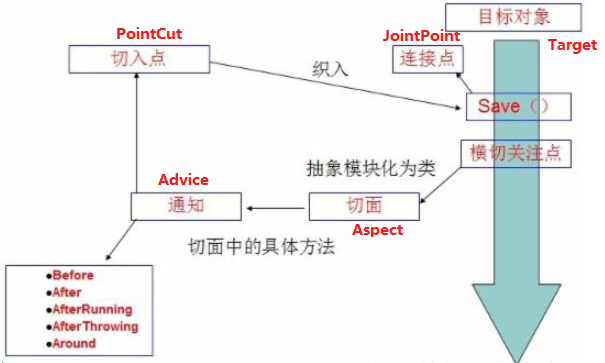 目标对象
Target
PointCut
切入点
JointPoint
连接点
织入
Save（）
横切关注点
抽象模块化为类
Advice
通知
切面
Aspect
切面中的具体方法
●Before
●After
●AfterRunning
●AfterThrowing
●Around